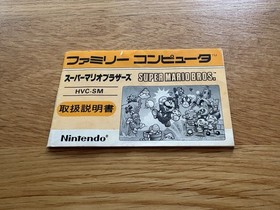 ファミリー コンピュータ
スーパーマリオブラザーズ SUPER MARIO BROS.
HVC-SM
取扱説明書
Nintendo®